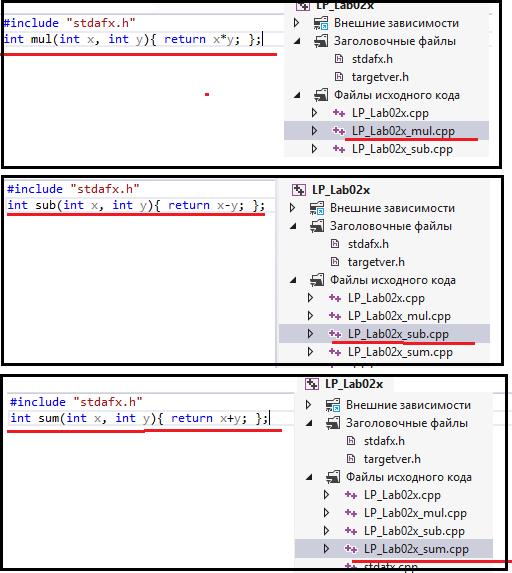 LP_Lab02x
#include "stdafx.h"
int mul(int x, int y){ return x*y; };
Внешние зависимости
Заголовочные файлы
stdafx.h
targetver.h
Файлы исходного кода
LP_Lab02x.cpp
LP_Lab02x_mul.cpp
LP_Lab02x_sub.cpp
#include "stdafx.h"
int sub(int x, int y){ return x-y; };
LP_Lab02x
Внешние зависимости
Заголовочные файлы
stdafx.h
targetver.h
Файлы исходного кода
LP_Lab02x.cpp
LP_Lab02x_mul.cpp
LP_Lab02x_sub.cpp
LP_Lab02x_sum.cpp
#include "stdafx.h"
int sum(int x, int y){ return x+y; };
LP_Lab02x
Внешние зависимости
Заголовочные файлы
stdafx.h
targetver.h
Файлы исходного кода
LP_Lab02x.cpp
LP_Lab02x_mul.cpp
LP_Lab02x_sub.cpp
LP_Lab02x_sum.cpp
stdafx.cpp